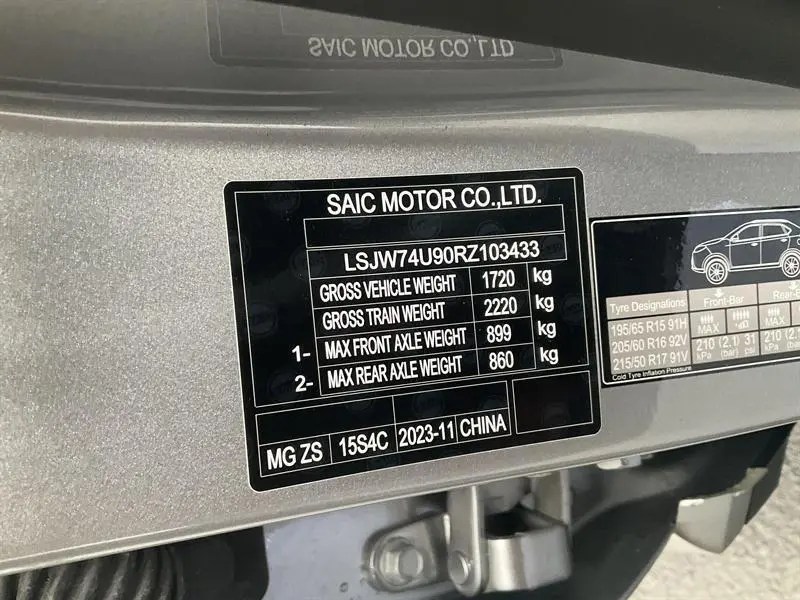 SAIC MOTOR CO.,LTD.
SAIC MOTOR CO.,LTD.
LSJW74U90RZ103433
GROSS VEHICLE WEIGHT 1720 kg
GROSS TRAIN WEIGHT 2220 kg
1- MAX FRONT AXLE WEIGHT 899 kg
2- MAX REAR AXLE WEIGHT 860 kg
MG ZS 15S4C 2023-11 CHINA
Tyre Designations Front-Bar
MAX MAX
195/65 R15 91H
205/60 R16 92V
215/50 R17 91V
210 (2.1) 31 210
kPa (bar) psi kPa
Cold Tyre Inflation Pressure